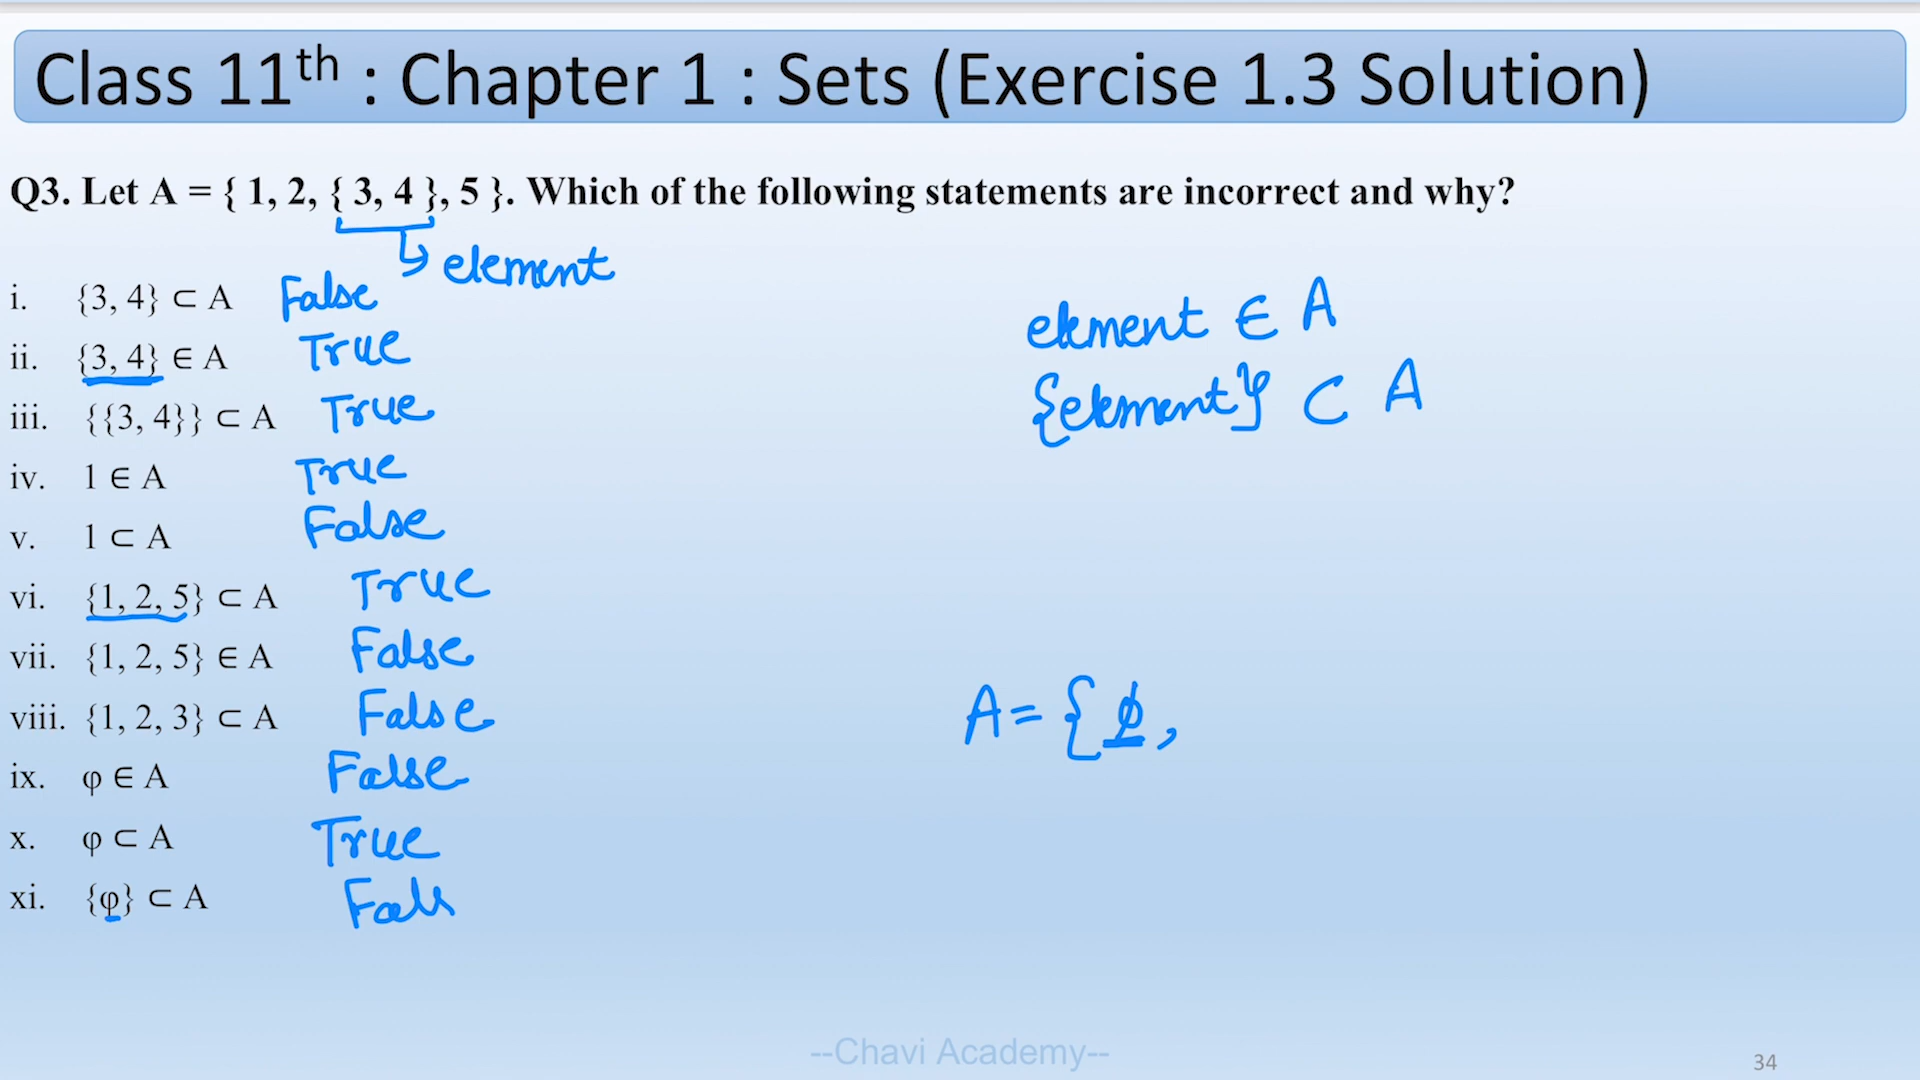 Class 11th : Chapter 1 : Sets (Exercise 1.3 Solution)
Q3. Let A = { 1, 2, { 3, 4 }, 5 }. Which of the following statements are incorrect and why?
element
i. {3, 4} ⊂ A False
ii. {3, 4} ∈ A True
iii. {{3, 4}} ⊂ A True
iv. 1 ∈ A True
v. 1 ⊂ A False
vi. {1, 2, 5} ⊂ A True
vii. {1, 2, 5} ∈ A False
viii. {1, 2, 3} ⊂ A False
ix. φ ∈ A False
x. φ ⊂ A True
xi. {φ} ⊂ A Fals
element ∈ A
{element} ⊂ A
A = { ϕ ,
--Chavi Academy--
34